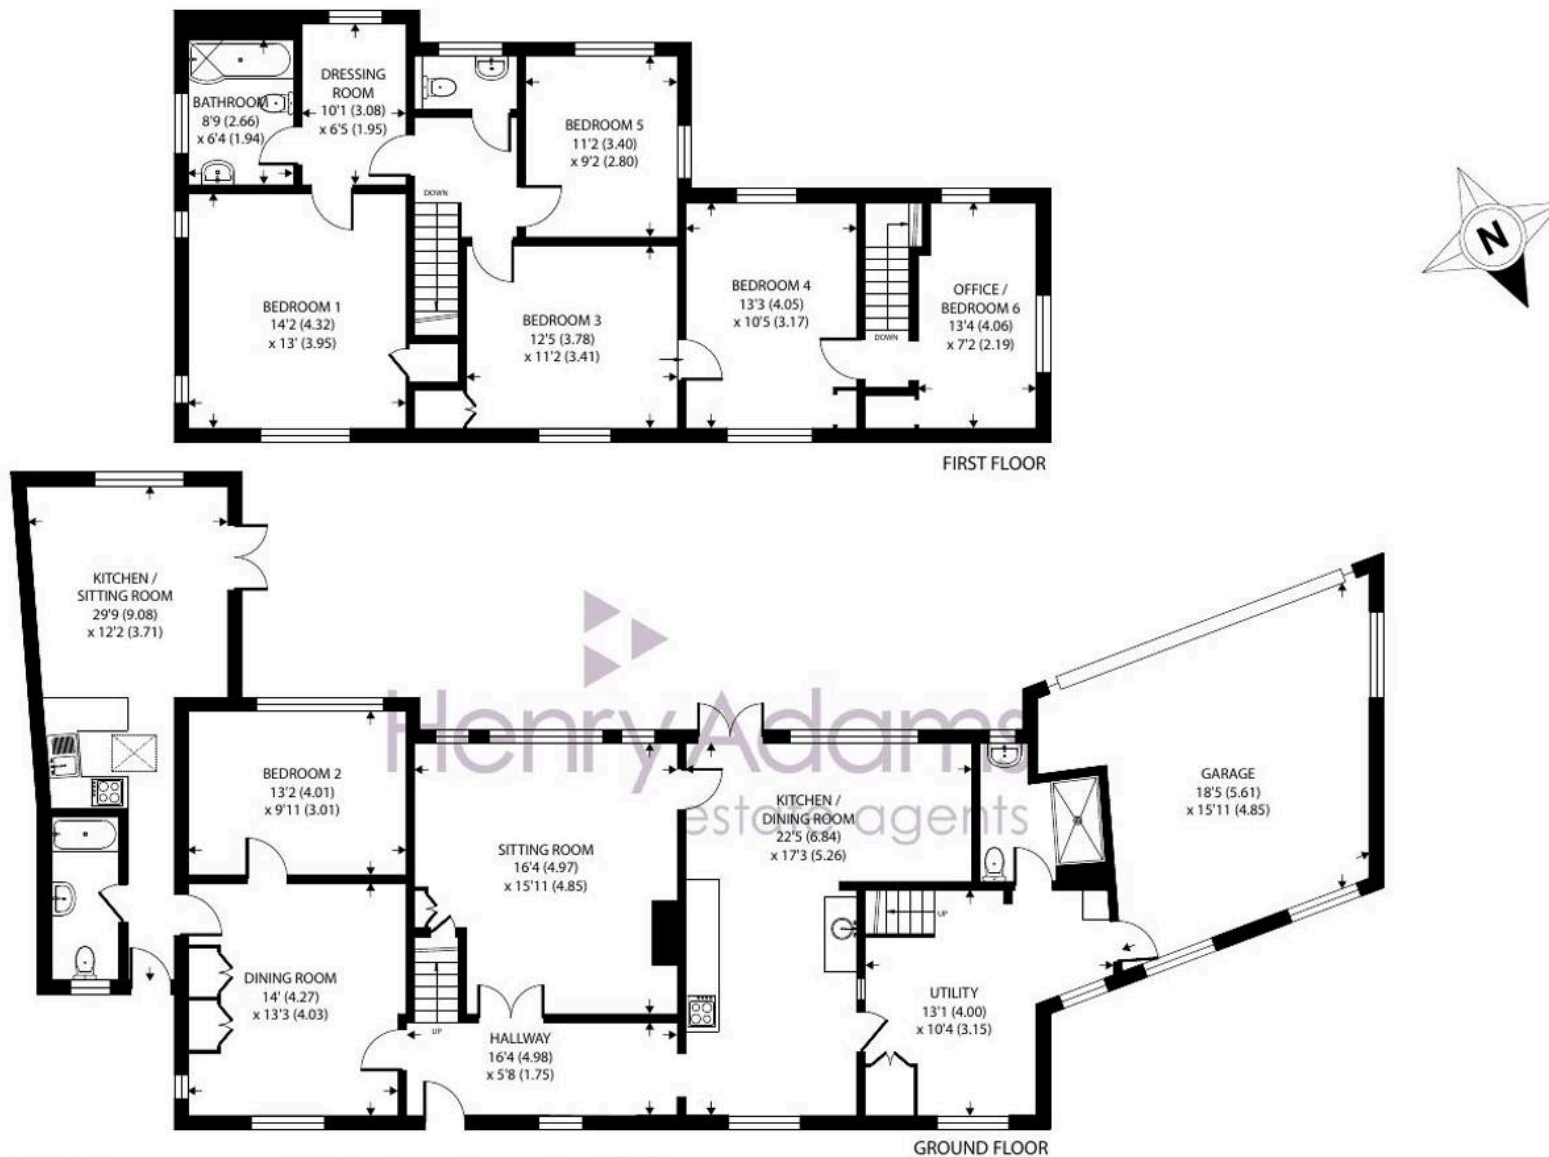 BATHROOM
8'9 (2.66)
x 6'4 (1.94)
DRESSING
ROOM
10'1 (3.08)
x 6'5 (1.95)
BEDROOM 5
11'2 (3.40)
x 9'2 (2.80)
DOWN
BEDROOM 1
14'2 (4.32)
x 13' (3.95)
BEDROOM 3
12'5 (3.78)
x 11'2 (3.41)
BEDROOM 4
13'3 (4.05)
x 10'5 (3.17)
DOWN
OFFICE /
BEDROOM 6
13'4 (4.06)
x 7'2 (2.19)
N
FIRST FLOOR
KITCHEN /
SITTING ROOM
29'9 (9.08)
x 12'2 (3.71)
Henry Adams
estate agents
BEDROOM 2
13'2 (4.01)
x 9'11 (3.01)
SITTING ROOM
16'4 (4.97)
x 15'11 (4.85)
KITCHEN /
DINING ROOM
22'5 (6.84)
x 17'3 (5.26)
GARAGE
18'5 (5.61)
x 15'11 (4.85)
DINING ROOM
14' (4.27)
x 13'3 (4.03)
UP
HALLWAY
16'4 (4.98)
x 5'8 (1.75)
UP
UTILITY
13'1 (4.00)
x 10'4 (3.15)
GROUND FLOOR